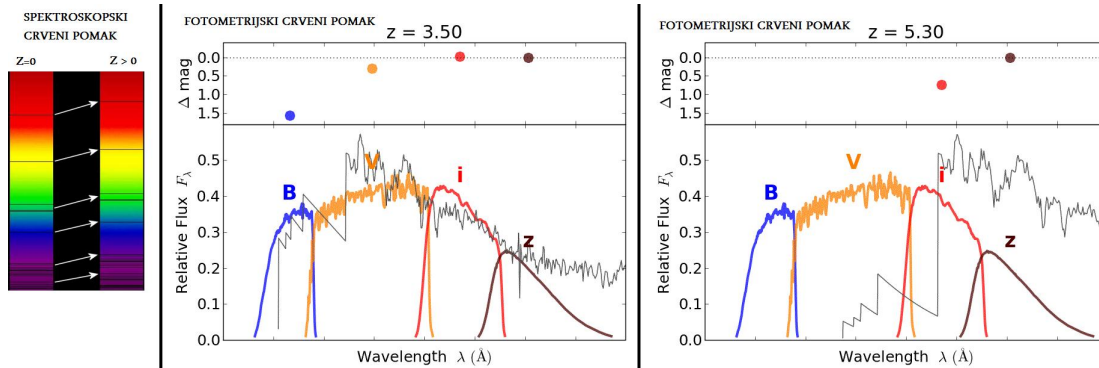 SPEKTROSKOPSKI
CRVENI POMAK
Z=0
Z > 0
FOTOMETRIJSKI CRVENI POMAK
z = 3.50
Δ mag
0.0
0.5
1.0
1.5
Relative Flux Fλ
0.5
0.4
0.3
0.2
0.1
0.0
B
V
i
z
Wavelength λ (Å)
FOTOMETRIJSKI CRVENI POMAK
z = 5.30
Δ mag
0.0
0.5
1.0
1.5
Relative Flux Fλ
0.5
0.4
0.3
0.2
0.1
0.0
B
V
i
z
Wavelength λ (Å)